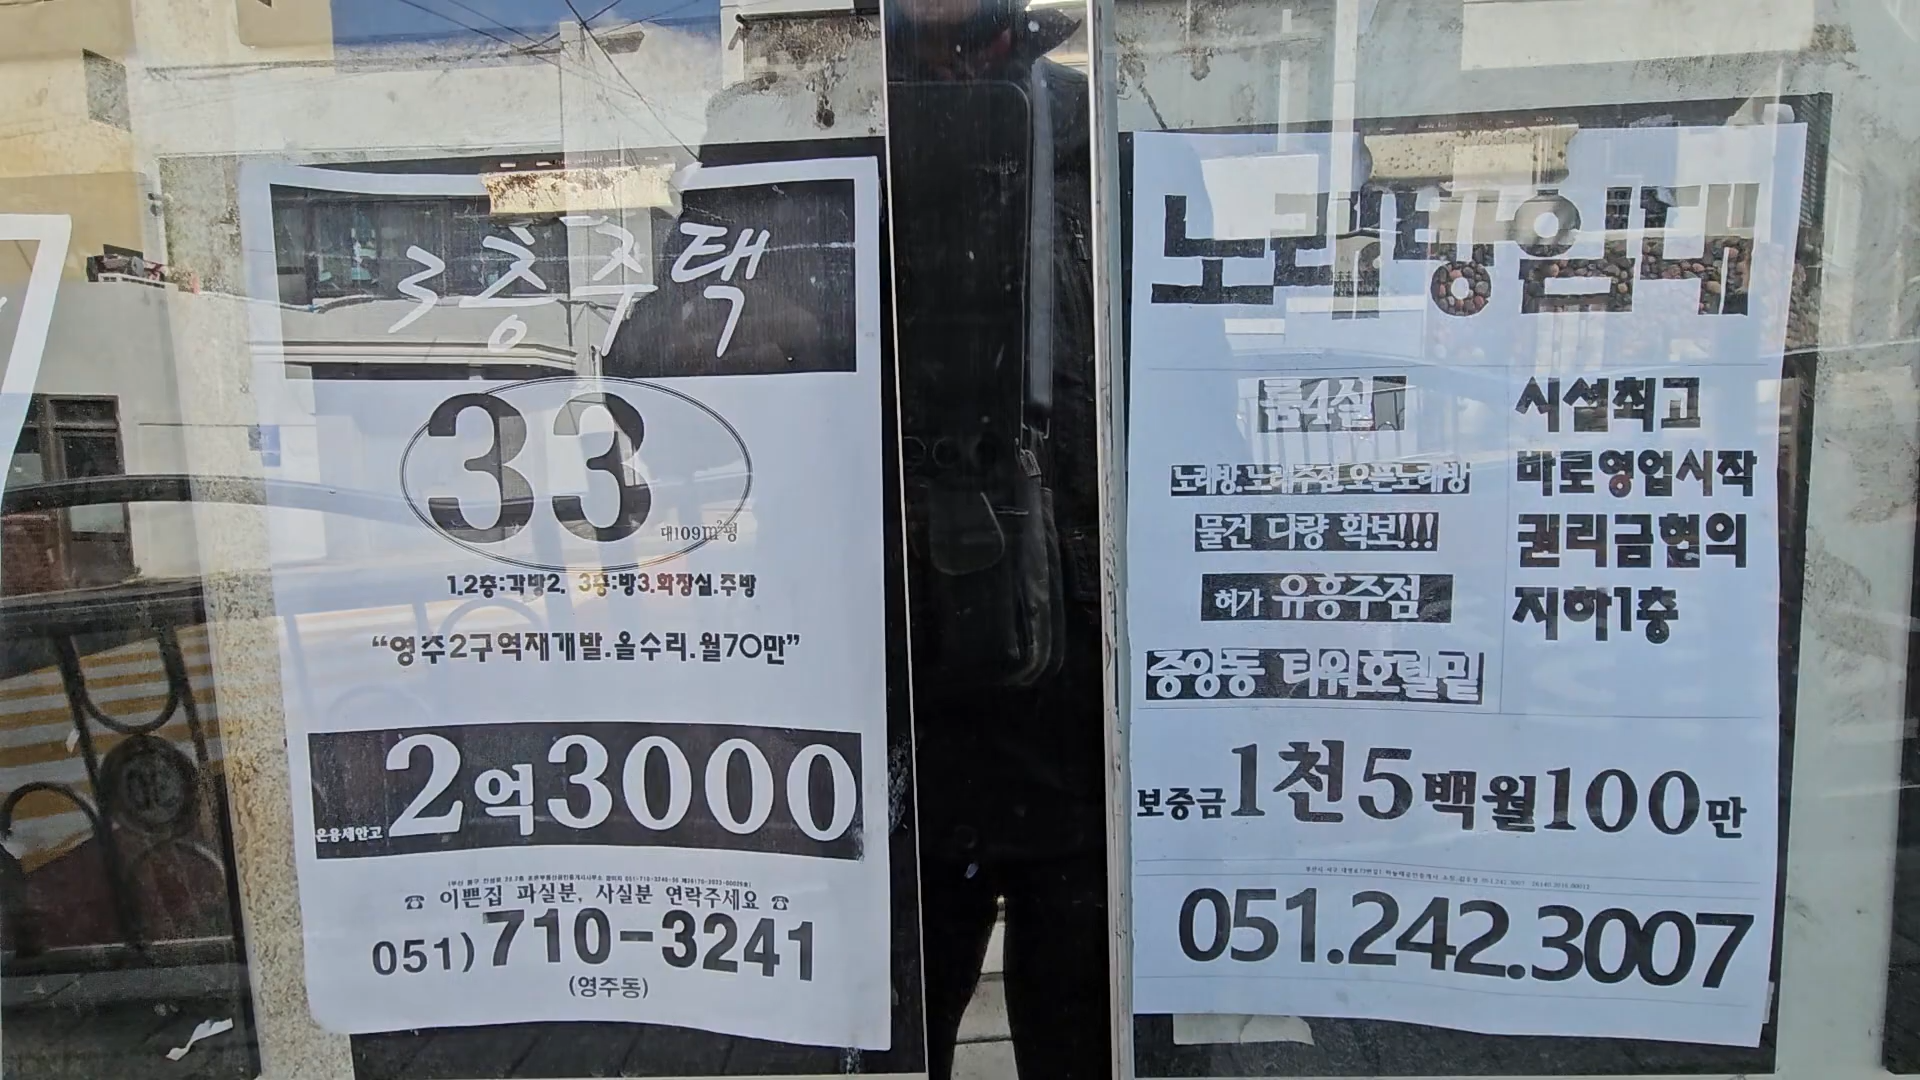 3층주택
33
대109m²평
1.2층:각방2. 3층:방3.화장실.주방
“영주2구역재개발.올수리.월70만”
은융세안고 2억3000
☎ 이쁜집 파실분, 사실분 연락주세요 ☎
051) 710-3241
(영주동)
노래방임대
룸4실
노래방.노래주점 오픈노래방
물건 다량 확보!!!
허가 유흥주점
중앙동 타워호텔밑
시설최고
바로영업시작
권리금협의
지하1층
보증금1천5백월100만
051.242.3007